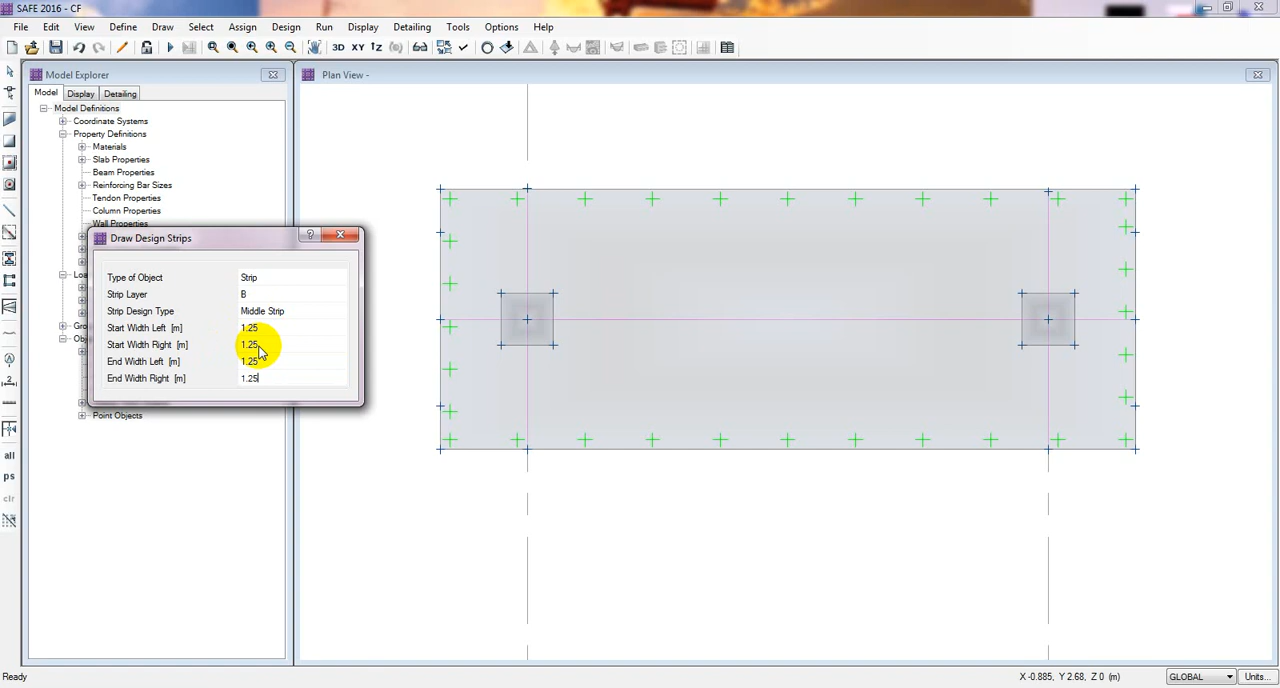 SAFE 2016 - CF
File Edit View Define Draw Select Assign Design Run Display Detailing Tools Options Help
3D XY
Model Explorer
Plan View -
Model Display Detailing
Model Definitions
Coordinate Systems
Property Definitions
Materials
Slab Properties
Beam Properties
Reinforcing Bar Sizes
Tendon Properties
Column Properties
Wall Properties
Draw Design Strips
Type of Object Strip
Strip Layer B
Strip Design Type Middle Strip
Start Width Left [m] 1.25
Start Width Right [m] 1.25
End Width Left [m] 1.25
End Width Right [m] 1.25
Point Objects
all
ps
clr
Ready
X -0.885, Y 2.68, Z 0 (m)
GLOBAL
Units...